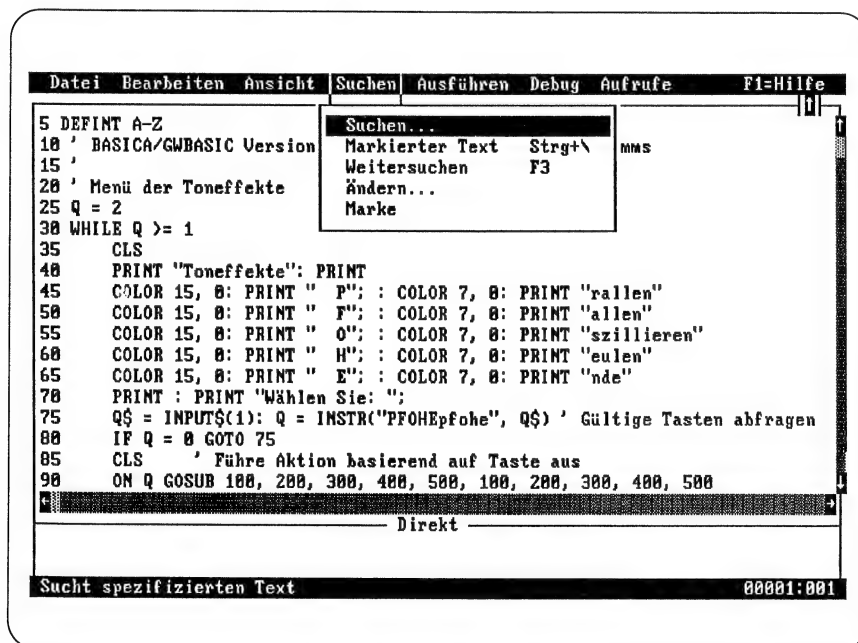 Datei Bearbeiten Ansicht Suchen Ausführen Debug Aufrufe F1=Hilfe
Suchen...
Markierter Text Strg+\
Weitersuchen F3
Ändern...
Marke
5 DEFINT A-Z
10 ' BASICA/GWBASIC Version mms
15 '
20 ' Menü der Toneffekte
25 Q = 2
30 WHILE Q >= 1
35 CLS
40 PRINT "Toneffekte": PRINT
45 COLOR 15, 0: PRINT "  P"; : COLOR 7, 0: PRINT "rallen"
50 COLOR 15, 0: PRINT "  F"; : COLOR 7, 0: PRINT "allen"
55 COLOR 15, 0: PRINT "  O"; : COLOR 7, 0: PRINT "szillieren"
60 COLOR 15, 0: PRINT "  H"; : COLOR 7, 0: PRINT "eulen"
65 COLOR 15, 0: PRINT "  E"; : COLOR 7, 0: PRINT "nde"
70 PRINT : PRINT "Wählen Sie: ";
75 Q$ = INPUT$(1): Q = INSTR("PFOHEpfohe", Q$) ' Gültige Tasten abfragen
80 IF Q = 0 GOTO 75
85 CLS ' Führe Aktion basierend auf Taste aus
90 ON Q GOSUB 100, 200, 300, 400, 500, 100, 200, 300, 400, 500
Direkt
Sucht spezifizierten Text 00001:001